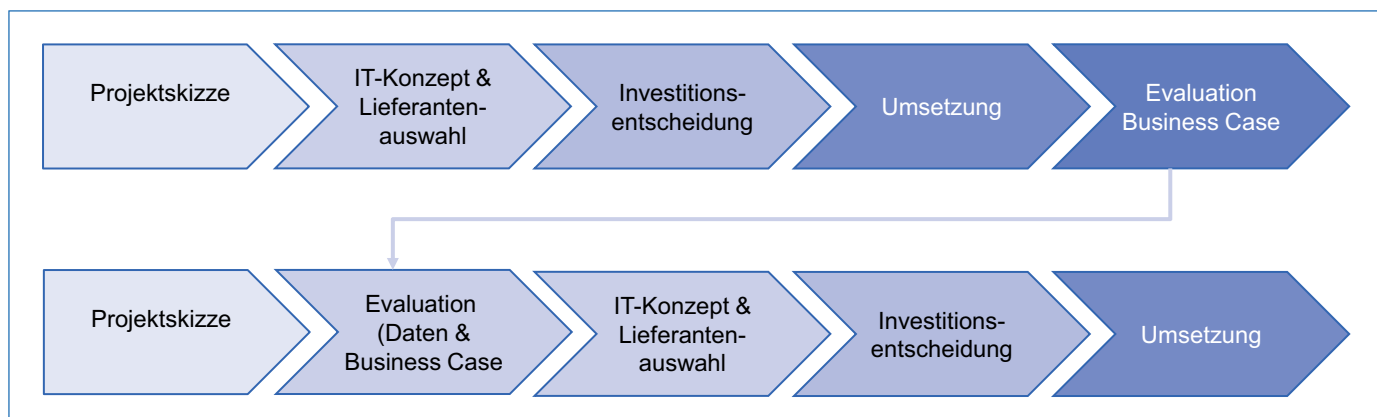 Projektskizze
IT-Konzept &
Lieferanten-
auswahl
Investitions-
entscheidung
Umsetzung
Evaluation
Business Case
Projektskizze
Evaluation
(Daten &
Business Case
IT-Konzept &
Lieferanten-
auswahl
Investitions-
entscheidung
Umsetzung